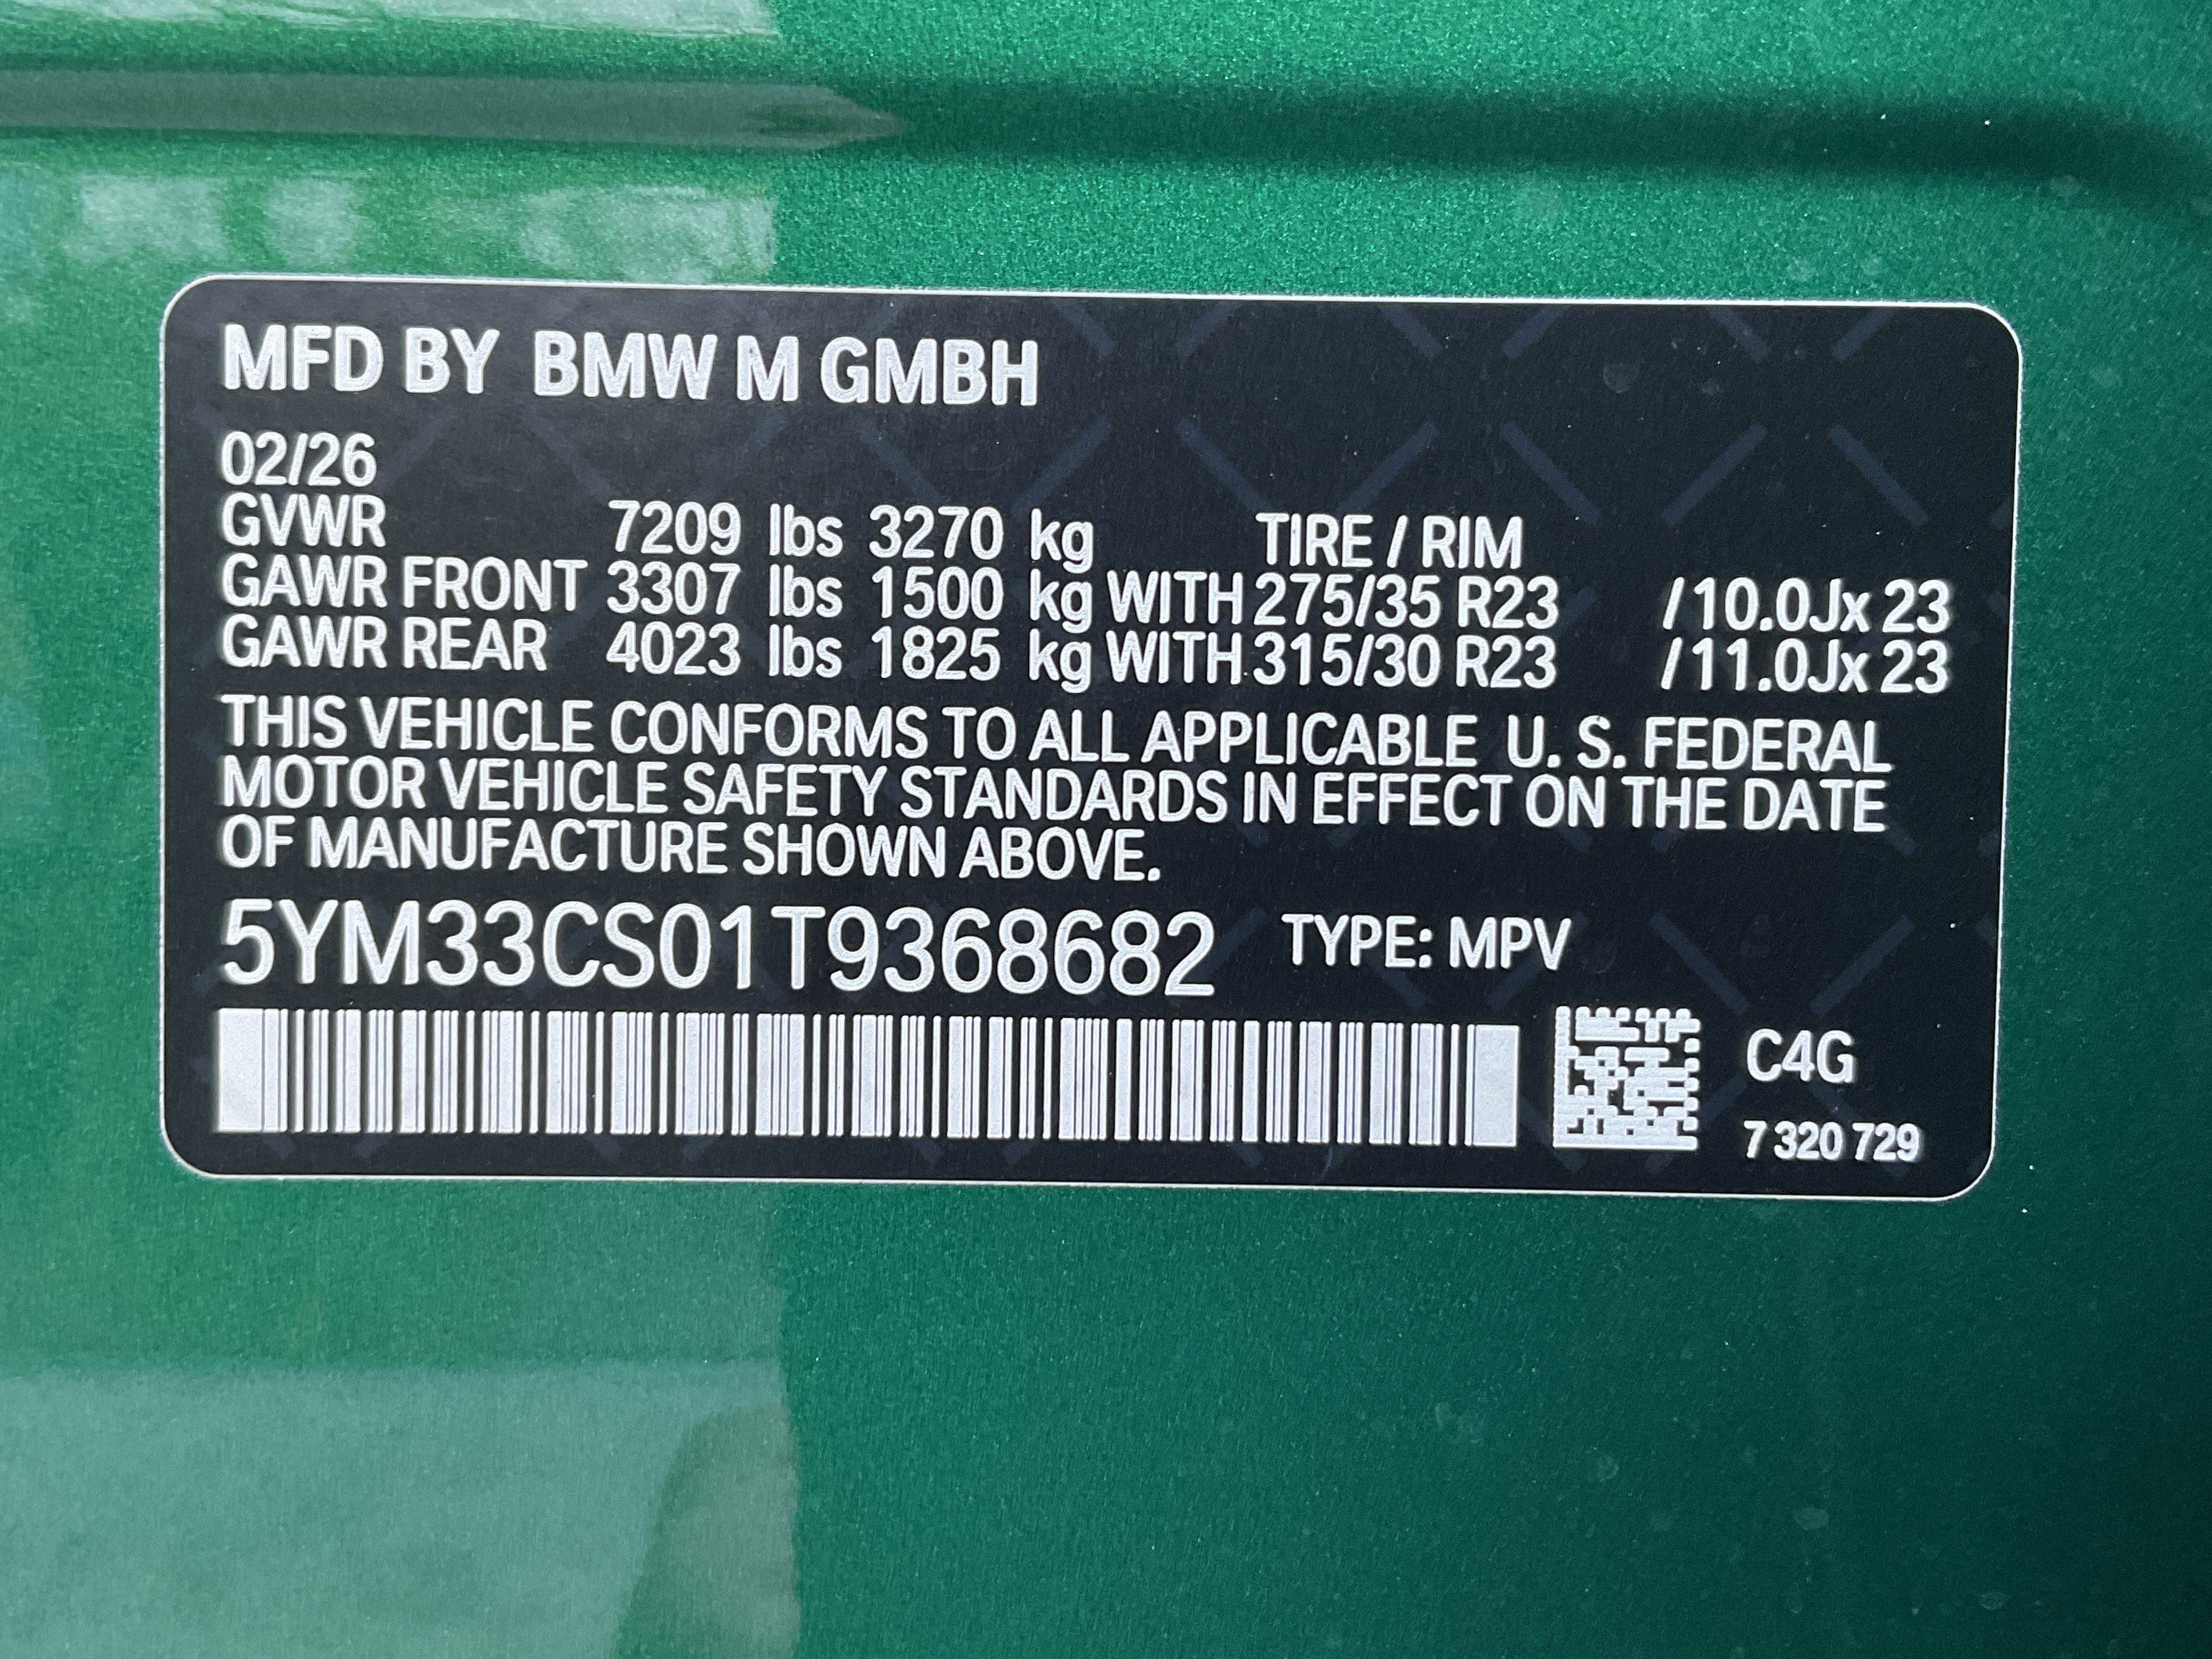 MFD BY BMW M GMBH
02/26
GVWR 7209 lbs 3270 kg TIRE / RIM
GAWR FRONT 3307 lbs 1500 kg WITH 275/35 R23 / 10.0Jx 23
GAWR REAR 4023 lbs 1825 kg WITH 315/30 R23 / 11.0Jx 23
THIS VEHICLE CONFORMS TO ALL APPLICABLE U. S. FEDERAL
MOTOR VEHICLE SAFETY STANDARDS IN EFFECT ON THE DATE
OF MANUFACTURE SHOWN ABOVE.
5YM33CS01T9368682 TYPE: MPV
C4G
7 320 729